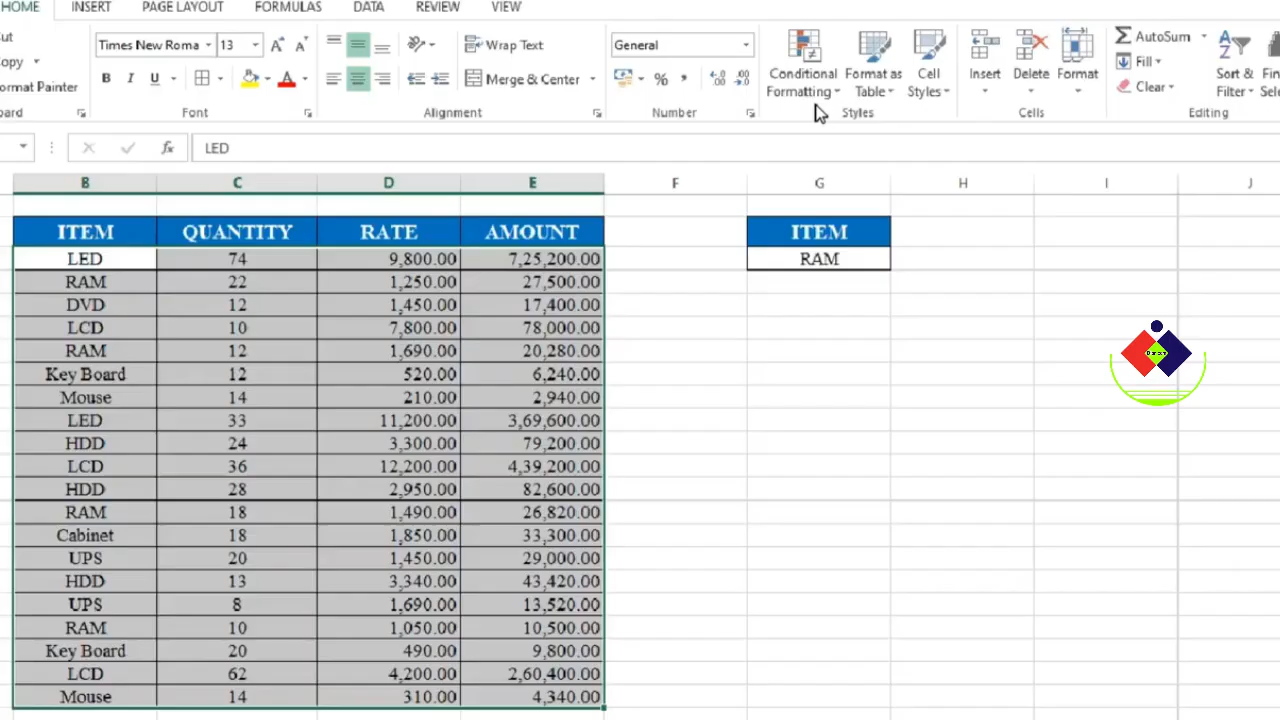 HOME INSERT PAGE LAYOUT FORMULAS DATA REVIEW VIEW
Cut
Times New Roma 13 A A Wrap Text General AutoSum
Copy
Format Painter B I U A Merge & Center % Conditional Formatting Format as Table Cell Styles Insert Delete Format Fill Clear Sort & Filter
Font Alignment Number Styles Cells Editing
fx LED
B C D E F G H I J
ITEM QUANTITY RATE AMOUNT ITEM
LED 74 9,800.00 7,25,200.00 RAM
RAM 22 1,250.00 27,500.00
DVD 12 1,450.00 17,400.00
LCD 10 7,800.00 78,000.00
RAM 12 1,690.00 20,280.00
Key Board 12 520.00 6,240.00
Mouse 14 210.00 2,940.00
LED 33 11,200.00 3,69,600.00
HDD 24 3,300.00 79,200.00
LCD 36 12,200.00 4,39,200.00
HDD 28 2,950.00 82,600.00
RAM 18 1,490.00 26,820.00
Cabinet 18 1,850.00 33,300.00
UPS 20 1,450.00 29,000.00
HDD 13 3,340.00 43,420.00
UPS 8 1,690.00 13,520.00
RAM 10 1,050.00 10,500.00
Key Board 20 490.00 9,800.00
LCD 62 4,200.00 2,60,400.00
Mouse 14 310.00 4,340.00